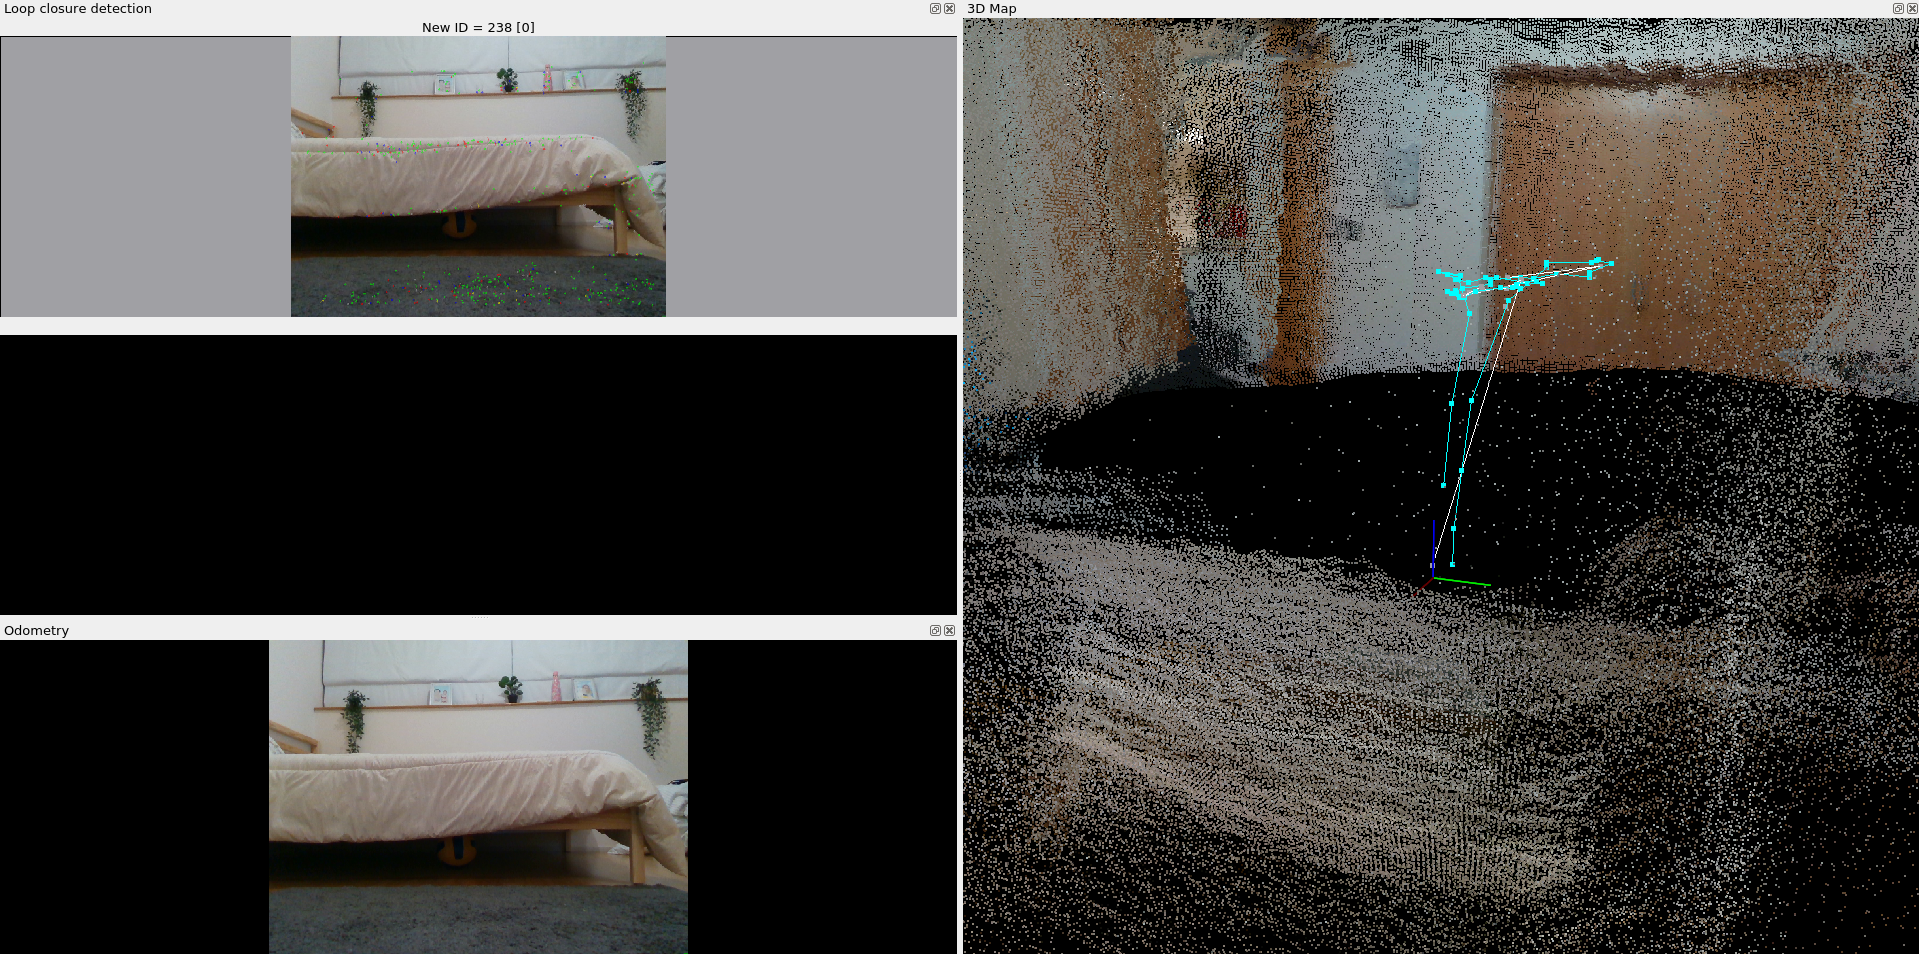 Loop closure detection
New ID = 238 [0]
Odometry
3D Map